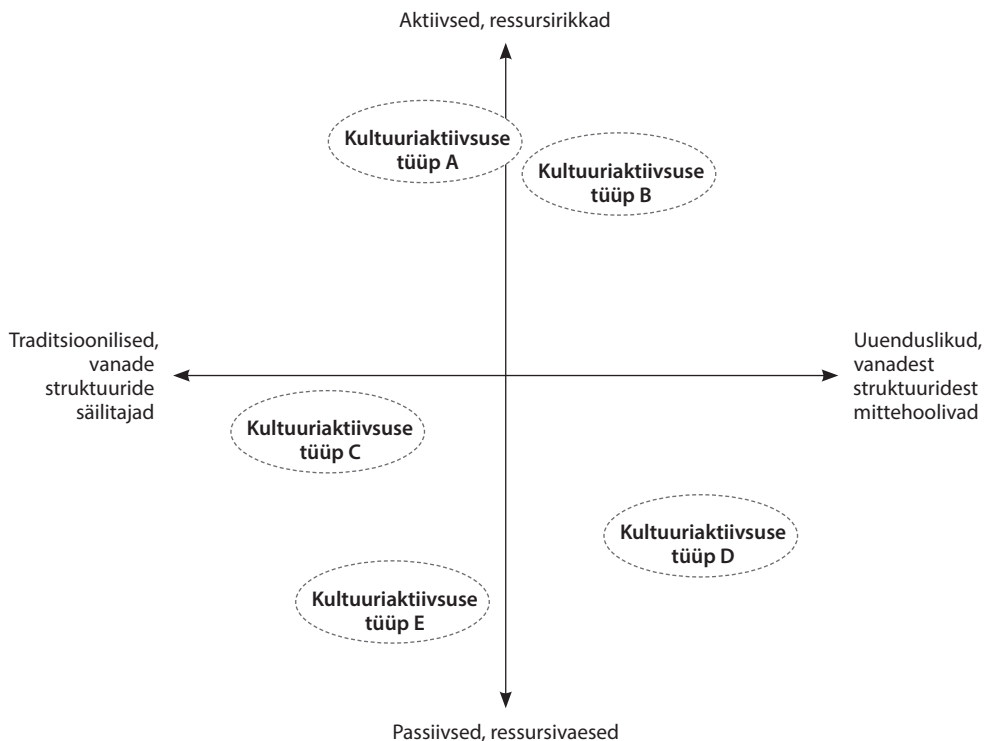 Aktiivsed, ressursirikkad
Kultuuriaktiivsuse
tüüp A
Kultuuriaktiivsuse
tüüp B
Traditsioonilised,
vanade
struktuuride
säilitajad
Uuenduslikud,
vanadest
struktuuridest
mittehoolivad
Kultuuriaktiivsuse
tüüp C
Kultuuriaktiivsuse
tüüp D
Kultuuriaktiivsuse
tüüp E
Passiivsed, ressursivaesed